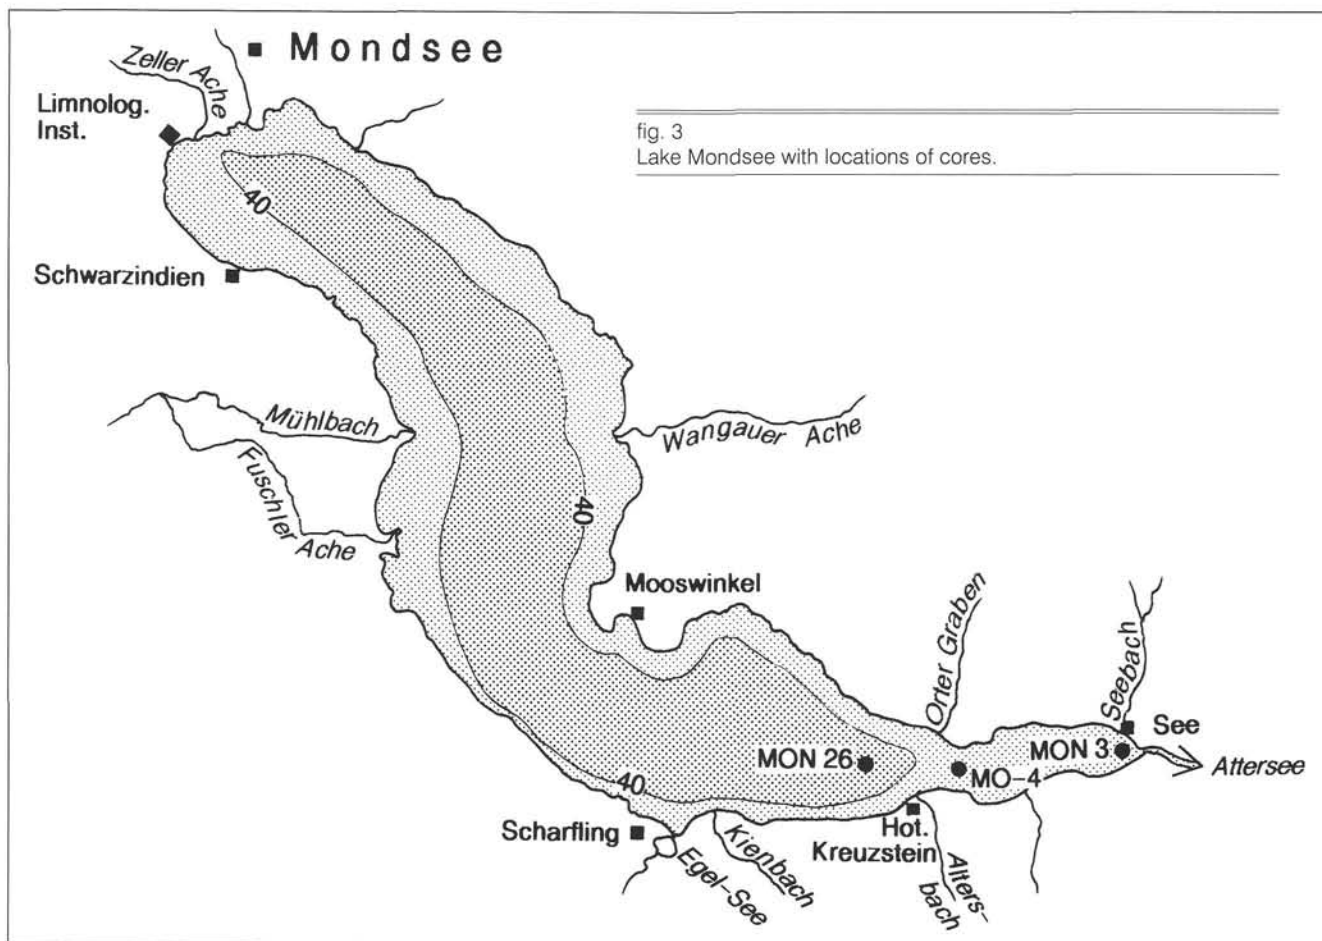 Mondsee
Zeller Ache
Limnolog.
Inst.
fig. 3
Lake Mondsee with locations of cores.
40
Schwarzindien
Mühlbach
Wangauer Ache
Fuschler
Ache
40
Mooswinkel
Orter Graben
Seebach
See
MON 26
MO-4
MON 3
Attersee
40
Scharfling
Egel-See
Kienbach
Hot.
Kreuzstein
Alters-
bach